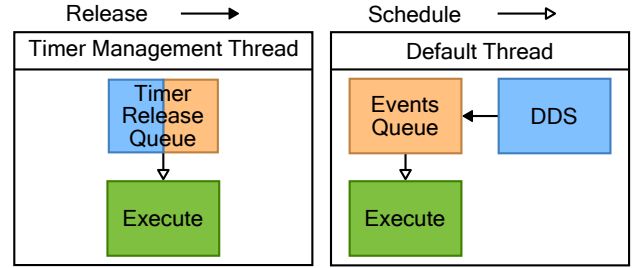 Release
Schedule
Timer Management Thread
Default Thread
Timer
Release
Queue
Events
Queue
DDS
Execute
Execute